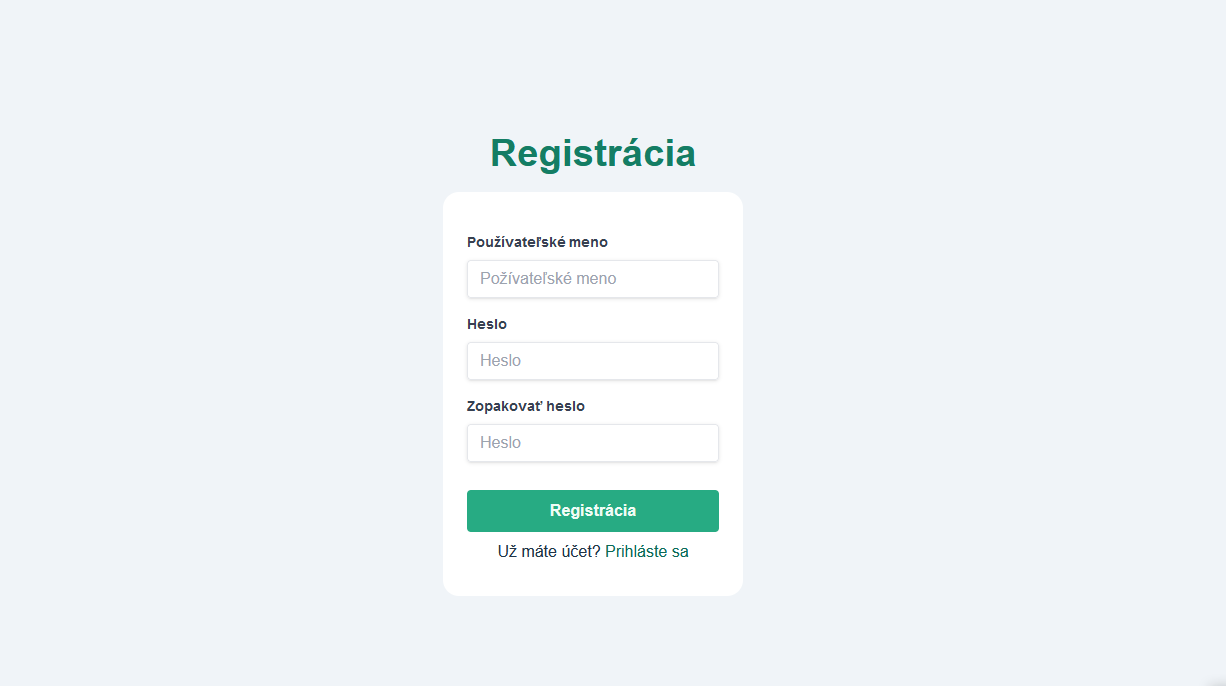 Registrácia
Používateľské meno
Požívateľské meno
Heslo
Heslo
Zopakovať heslo
Heslo
Registrácia
Už máte účet? Prihláste sa